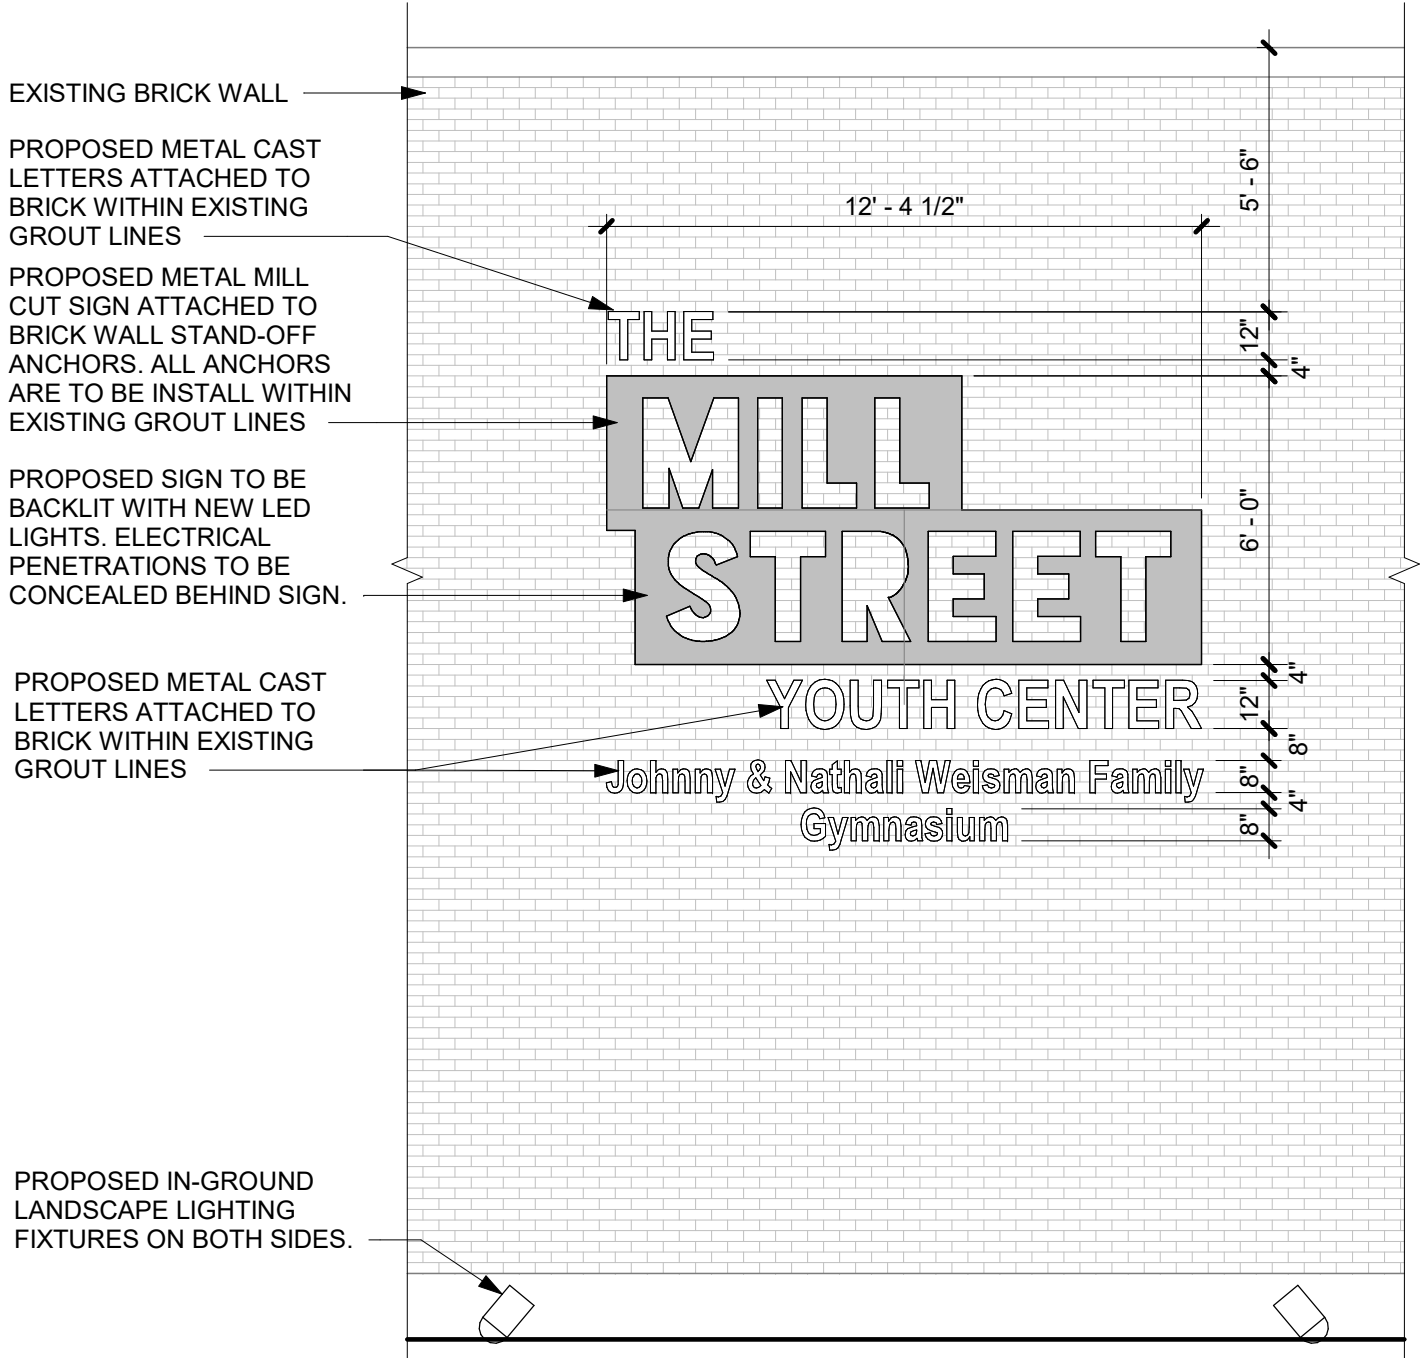 EXISTING BRICK WALL
PROPOSED METAL CAST
LETTERS ATTACHED TO
BRICK WITHIN EXISTING
GROUT LINES
PROPOSED METAL MILL
CUT SIGN ATTACHED TO
BRICK WALL STAND-OFF
ANCHORS. ALL ANCHORS
ARE TO BE INSTALL WITHIN
EXISTING GROUT LINES
PROPOSED SIGN TO BE
BACKLIT WITH NEW LED
LIGHTS. ELECTRICAL
PENETRATIONS TO BE
CONCEALED BEHIND SIGN.
PROPOSED METAL CAST
LETTERS ATTACHED TO
BRICK WITHIN EXISTING
GROUT LINES
PROPOSED IN-GROUND
LANDSCAPE LIGHTING
FIXTURES ON BOTH SIDES.
12' - 4 1/2"
THE
MILL
STREET
YOUTH CENTER
Johnny & Nathali Weisman Family
Gymnasium
5' - 6"
12"
4"
6' - 0"
4"
12"
8"
8"
4"
8"